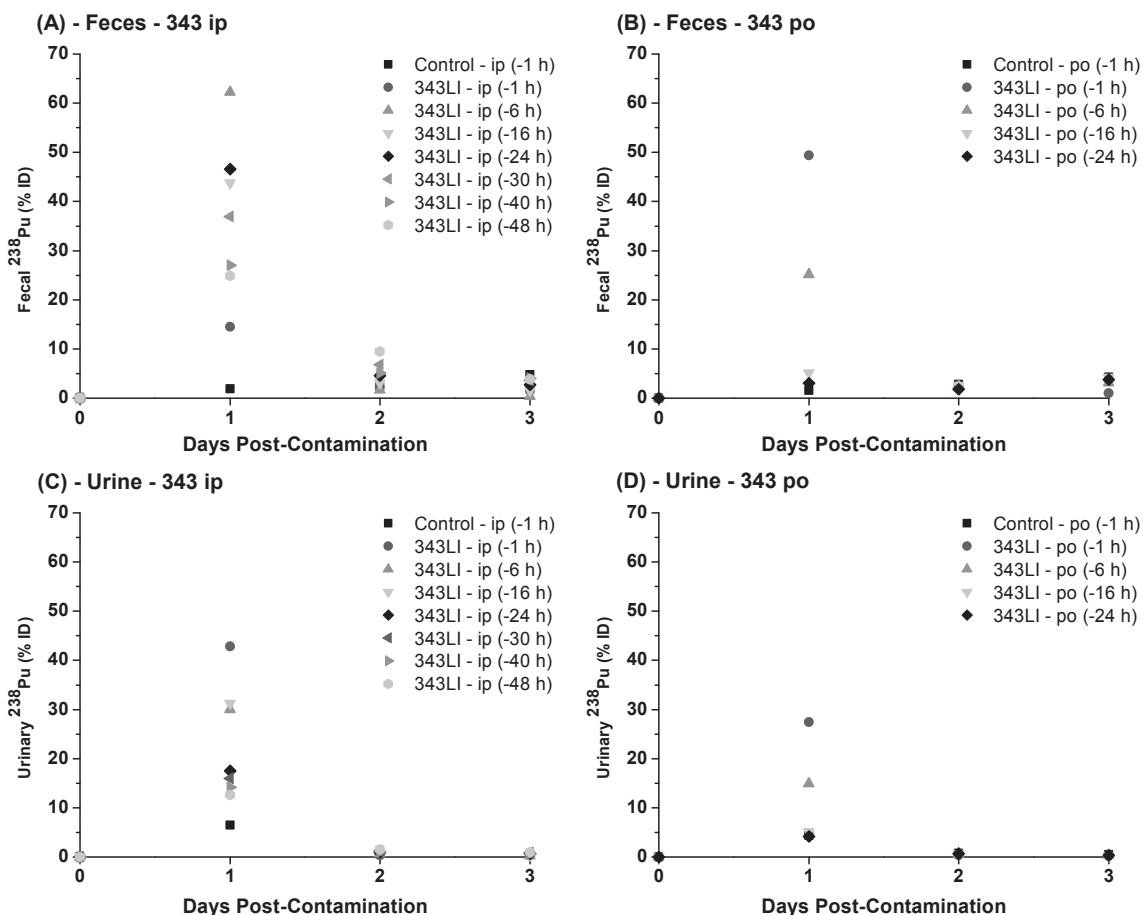 (A) - Feces - 343 ip
70
60
50
40
30
20
10
0
Fecal ²³⁸Pu (% ID)
Control - ip (-1 h)
343LI - ip (-1 h)
343LI - ip (-6 h)
343LI - ip (-16 h)
343LI - ip (-24 h)
343LI - ip (-30 h)
343LI - ip (-40 h)
343LI - ip (-48 h)
0 1 2 3
Days Post-Contamination
(B) - Feces - 343 po
70
60
50
40
30
20
10
0
Fecal ²³⁸Pu (% ID)
Control - po (-1 h)
343LI - po (-1 h)
343LI - po (-6 h)
343LI - po (-16 h)
343LI - po (-24 h)
0 1 2 3
Days Post-Contamination
(C) - Urine - 343 ip
70
60
50
40
30
20
10
0
Urinary ²³⁸Pu (% ID)
Control - ip (-1 h)
343LI - ip (-1 h)
343LI - ip (-6 h)
343LI - ip (-16 h)
343LI - ip (-24 h)
343LI - ip (-30 h)
343LI - ip (-40 h)
343LI - ip (-48 h)
0 1 2 3
Days Post-Contamination
(D) - Urine - 343 po
70
60
50
40
30
20
10
0
Urinary ²³⁸Pu (% ID)
Control - po (-1 h)
343LI - po (-1 h)
343LI - po (-6 h)
343LI - po (-16 h)
343LI - po (-24 h)
0 1 2 3
Days Post-Contamination